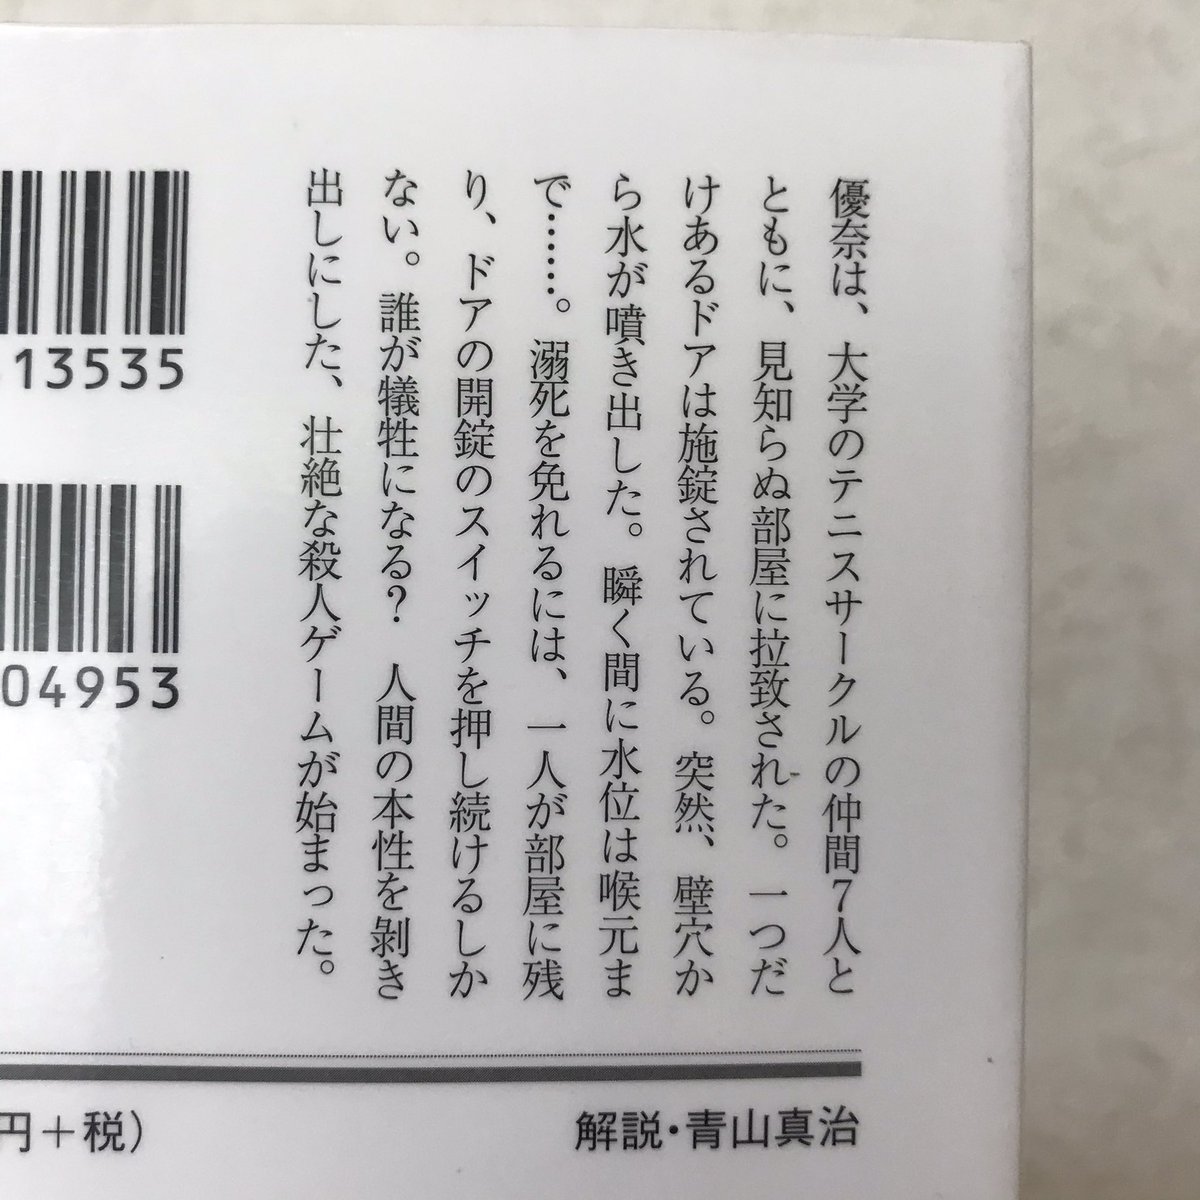 優奈は、大学のテニスサークルの仲間7人と
ともに、見知らぬ部屋に拉致された。一つだ
けあるドアは施錠されている。突然、壁穴か
ら水が噴き出した。瞬く間に水位は喉元ま
で……。溺死を免れるには、一人が部屋に残
り、ドアの開錠のスイッチを押し続けるしか
ない。誰が犠牲になる？ 人間の本性を剝き
出しにした、壮絶な殺人ゲームが始まった。
13535
04953
解説・青山真治
円＋税）